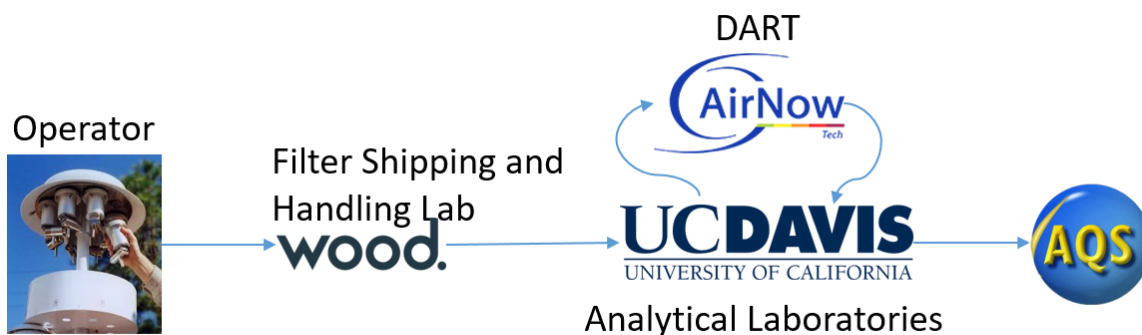 DART
AirNow
Tech
Operator
Filter Shipping and
Handling Lab
wood.
UCDAVIS
UNIVERSITY OF CALIFORNIA
AQS
Analytical Laboratories